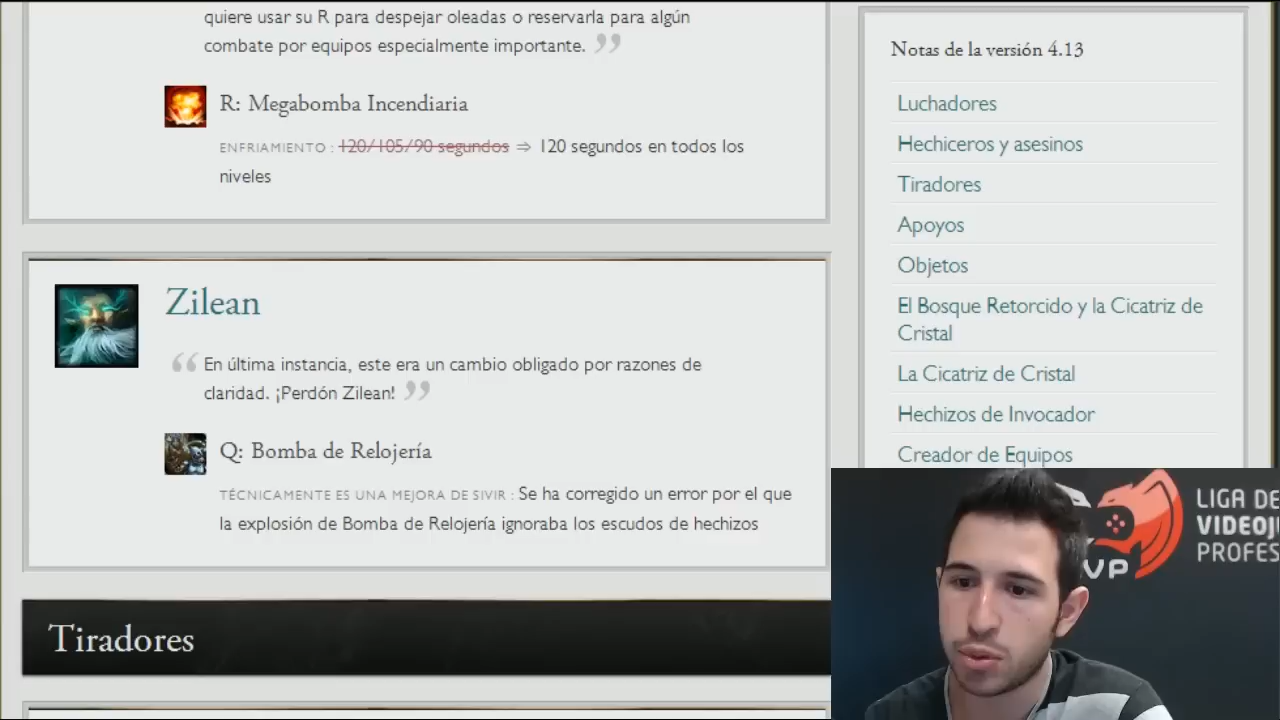 quiere usar su R para despejar oleadas o reservarla para algún
combate por equipos especialmente importante. ”
R: Megabomba Incendiaria
ENFRIAMIENTO : 120/105/90 segundos ⇒ 120 segundos en todos los
niveles
Zilean
“ En última instancia, este era un cambio obligado por razones de
claridad. ¡Perdón Zilean! ”
Q: Bomba de Relojería
TÉCNICAMENTE ES UNA MEJORA DE SIVIR : Se ha corregido un error por el que
la explosión de Bomba de Relojería ignoraba los escudos de hechizos
Tiradores
Notas de la versión 4.13
Luchadores
Hechiceros y asesinos
Tiradores
Apoyos
Objetos
El Bosque Retorcido y la Cicatriz de
Cristal
La Cicatriz de Cristal
Hechizos de Invocador
Creador de Equipos
LIGA DE
VIDEOJ
PROFES
VP